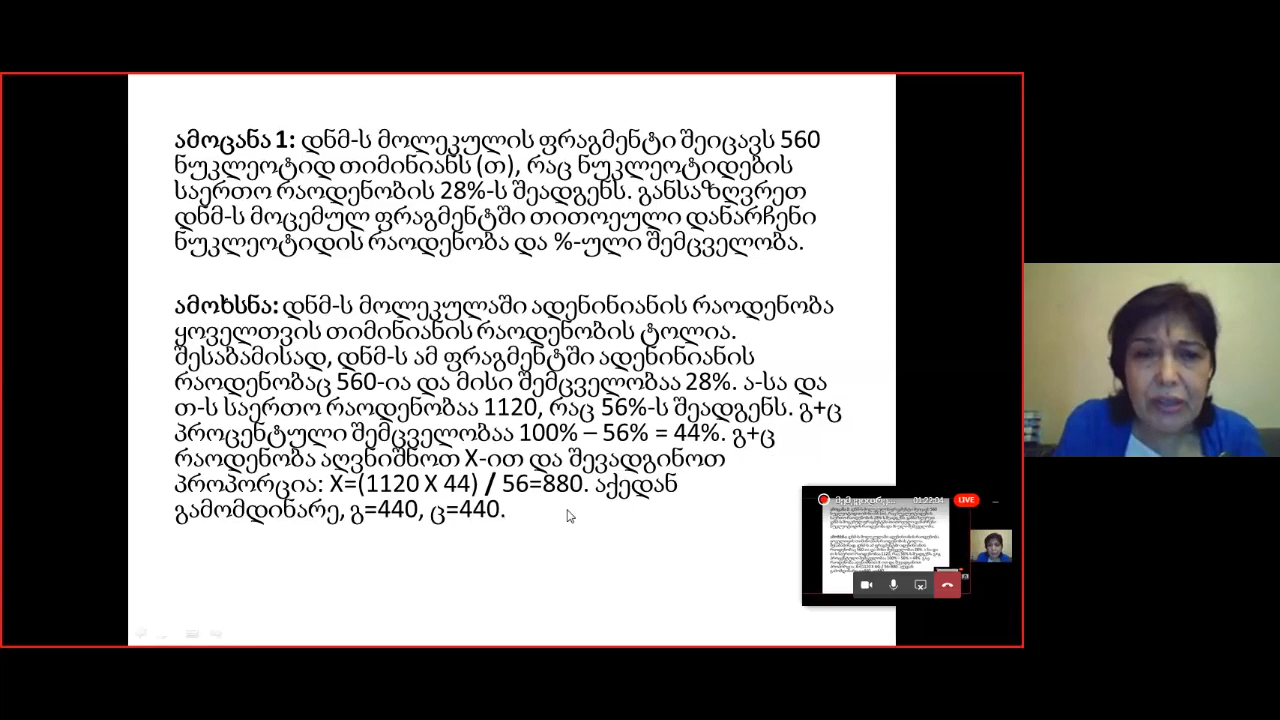 ამოცანა 1: დნმ-ს მოლეკულის ფრაგმენტი შეიცავს 560
ნუკლეოტიდ თიმინიანს (თ), რაც ნუკლეოტიდების
საერთო რაოდენობის 28%-ს შეადგენს. განსაზღვრეთ
დნმ-ს მოცემულ ფრაგმენტში თითოეული დანარჩენი
ნუკლეოტიდის რაოდენობა და %-ული შემცველობა.
ამოხსნა: დნმ-ს მოლეკულაში ადენინიანის რაოდენობა
ყოველთვის თიმინიანის რაოდენობის ტოლია.
შესაბამისად, დნმ-ს ამ ფრაგმენტში ადენინიანის
რაოდენობაც 560-ია და მისი შემცველობაა 28%. ა-სა და
თ-ს საერთო რაოდენობაა 1120, რაც 56%-ს შეადგენს. გ+ც
პროცენტული შემცველობაა 100% – 56% = 44%. გ+ც
რაოდენობა აღვნიშნოთ X-ით და შევადგინოთ
პროპორცია: X=(1120 X 44) / 56=880. აქედან
გამომდინარე, გ=440, ც=440.
01:22:04
LIVE